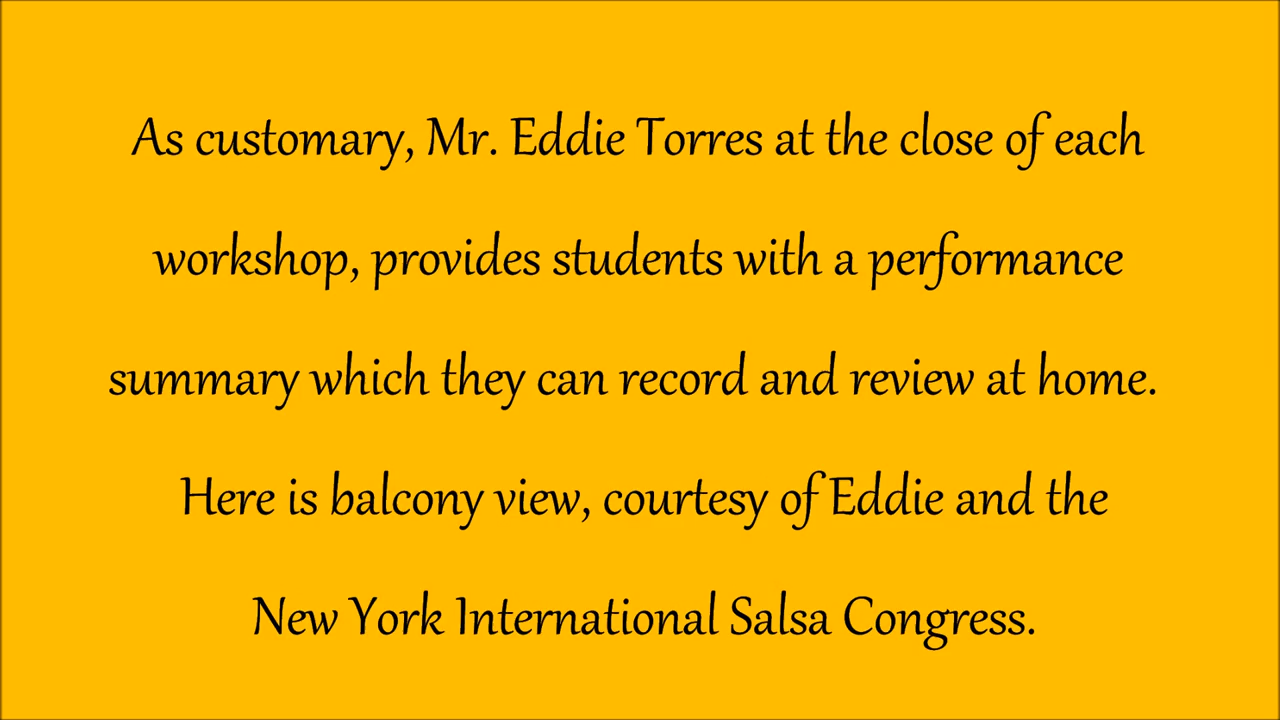 As customary, Mr. Eddie Torres at the close of each
workshop, provides students with a performance
summary which they can record and review at home.
Here is balcony view, courtesy of Eddie and the
New York International Salsa Congress.